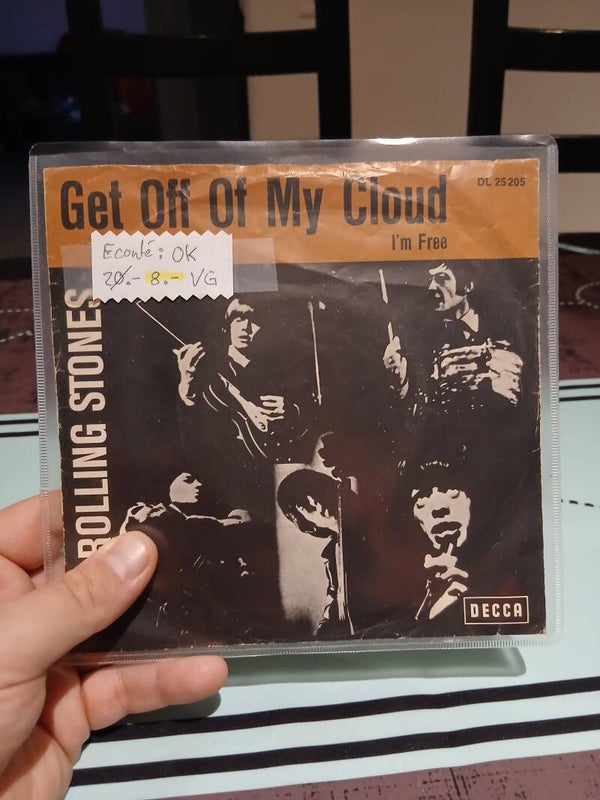 Get Off Of My Cloud
DL 25 205
I'm Free
Ecouté: OK
20.- 8.- VG
ROLLING STONES
DECCA